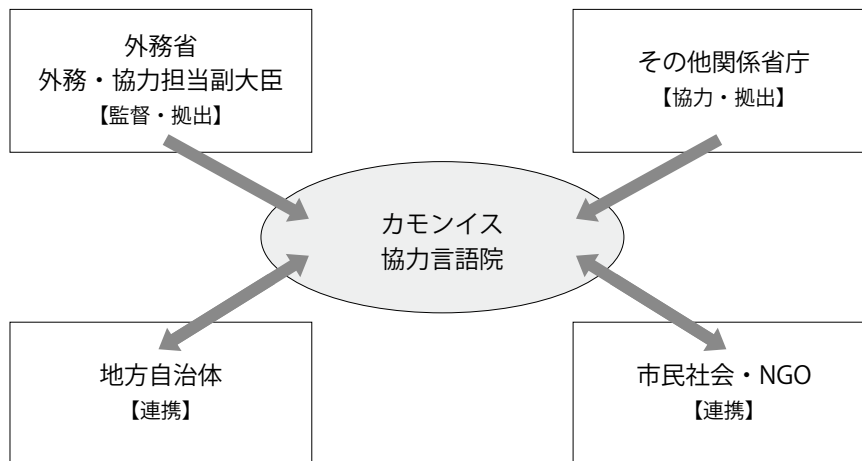 外務省
外務・協力担当副大臣
【監督・拠出】
その他関係省庁
【協力・拠出】
カモンイス
協力言語院
地方自治体
【連携】
市民社会・NGO
【連携】